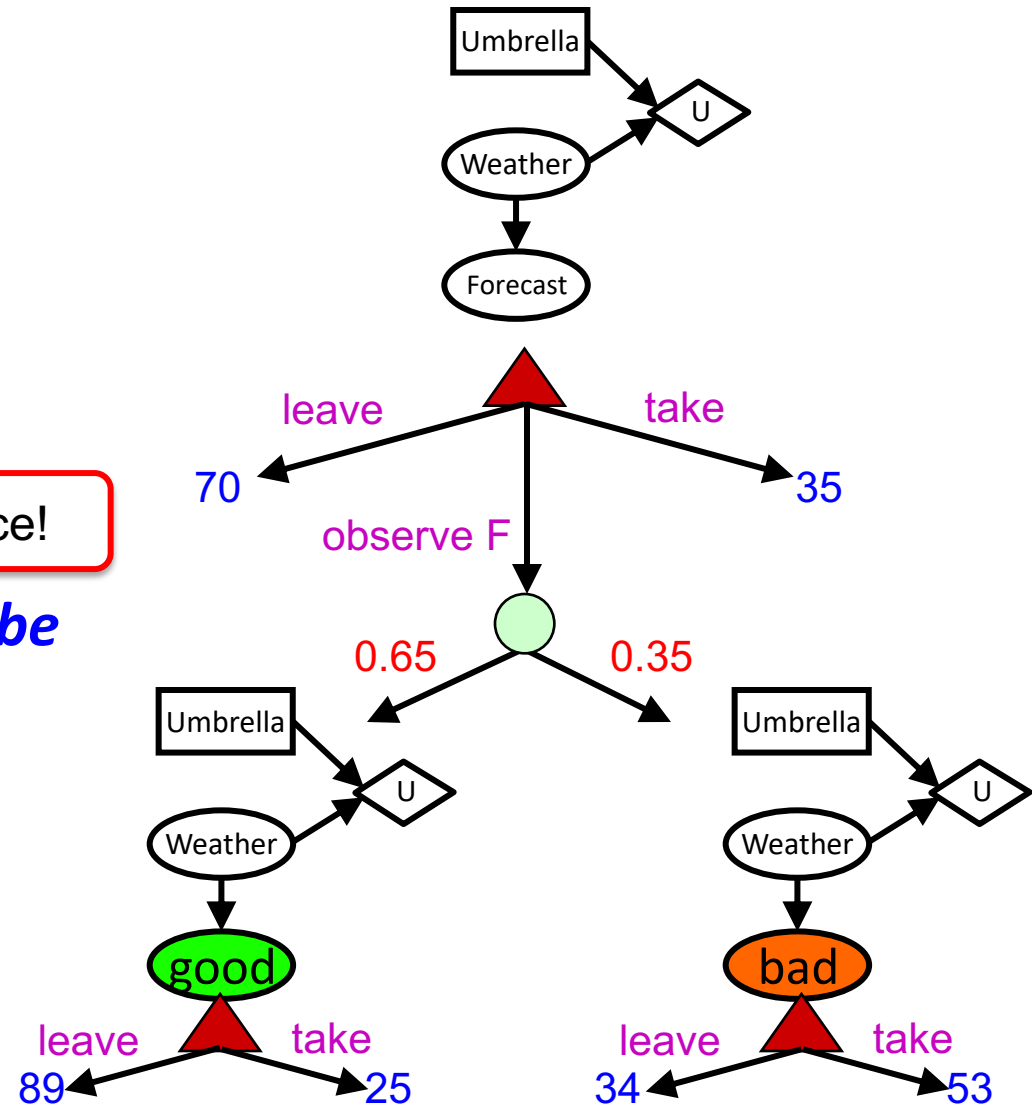 Umbrella
U
Weather
Forecast
leave
take
70
35
ce!
observe F
be
0.65
0.35
Umbrella
Umbrella
U
U
Weather
Weather
good
bad
leave
take
leave
take
89
25
34
53